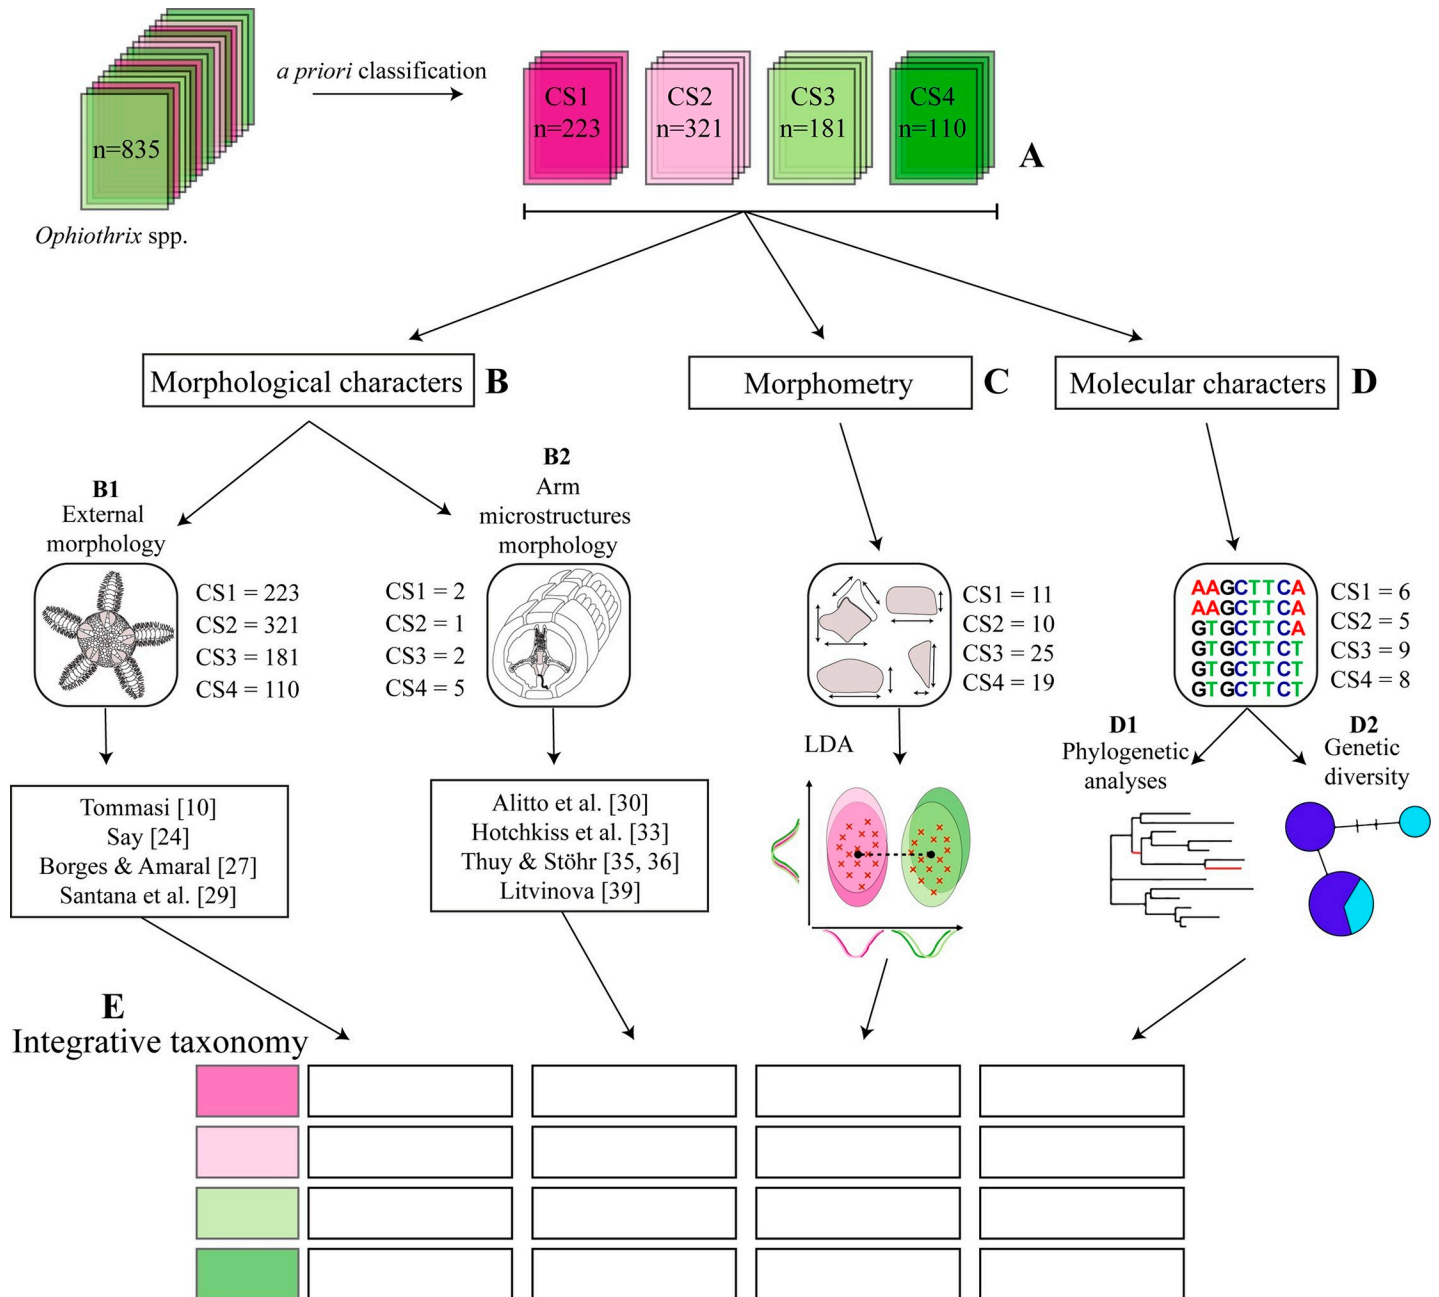 n=835
Ophiothrix spp.
a priori classification
CS1
n=223
CS2
n=321
CS3
n=181
CS4
n=110
A
Morphological characters
B
Morphometry
C
Molecular characters
D
B1
External
morphology
CS1 = 223
CS2 = 321
CS3 = 181
CS4 = 110
B2
Arm
microstructures
morphology
CS1 = 2
CS2 = 1
CS3 = 2
CS4 = 5
CS1 = 11
CS2 = 10
CS3 = 25
CS4 = 19
AAGCTTCA
AAGCTTCA
GTGCTTCA
GTGCTTCT
GTGCTTCT
GTGCTTCT
CS1 = 6
CS2 = 5
CS3 = 9
CS4 = 8
Tommasi [10]
Say [24]
Borges & Amaral [27]
Santana et al. [29]
Alitto et al. [30]
Hotchkiss et al. [33]
Thuy & Stöhr [35, 36]
Litvinova [39]
LDA
D1
Phylogenetic
analyses
D2
Genetic
diversity
E
Integrative taxonomy